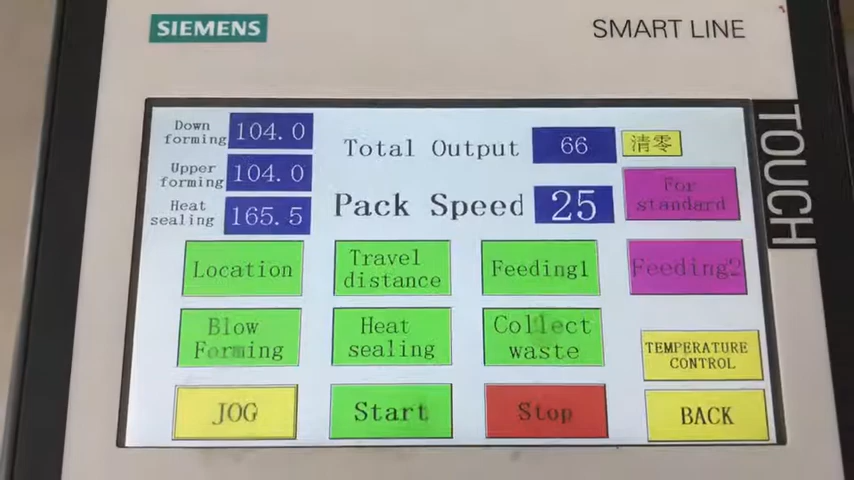 SIEMENS
SMART LINE
TOUCH
Down
forming
104.0
Total Output
66
清零
Upper
forming
104.0
For
standard
Heat
sealing
165.5
Pack Speed
25
Location
Travel
distance
Feeding1
Feeding2
Blow
Forming
Heat
sealing
Collect
waste
TEMPERATURE
CONTROL
JOG
Start
Stop
BACK